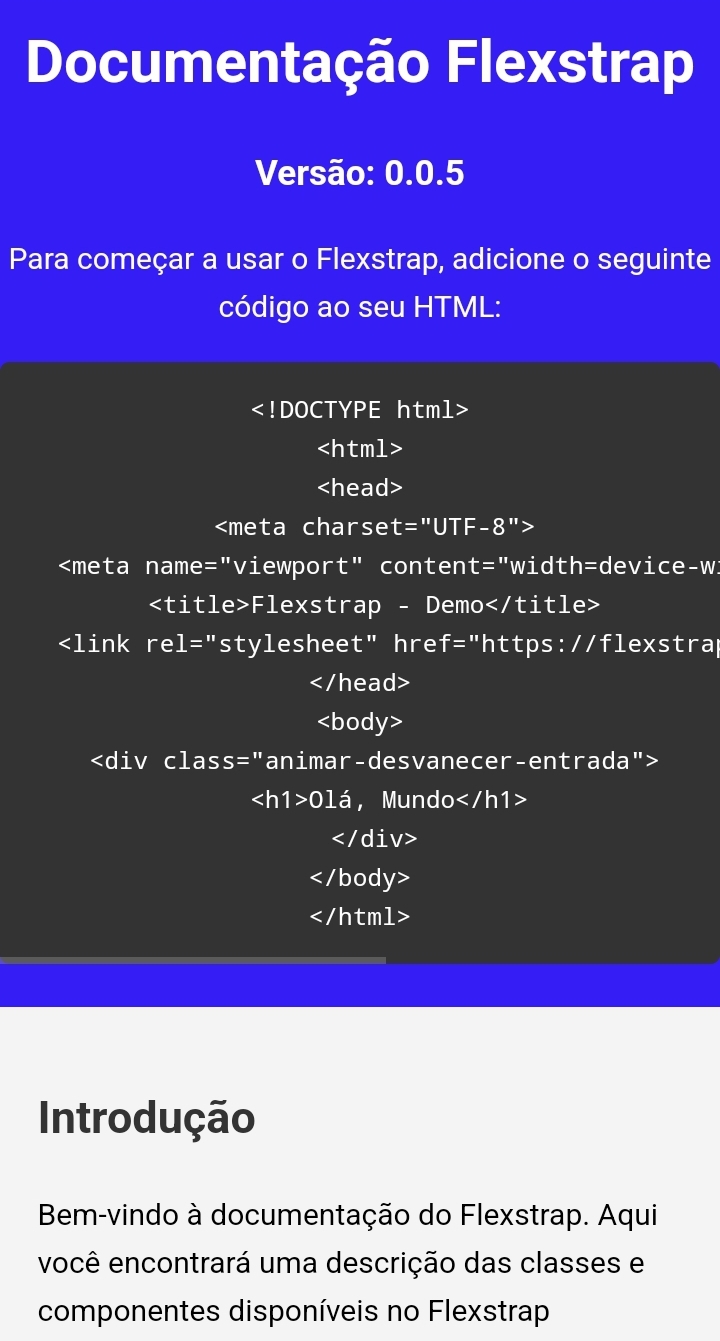 Documentação Flexstrap
Versão: 0.0.5
Para começar a usar o Flexstrap, adicione o seguinte
código ao seu HTML:
<!DOCTYPE html>
<html>
<head>
<meta charset="UTF-8">
<meta name="viewport" content="width=device-wi
<title>Flexstrap - Demo</title>
<link rel="stylesheet" href="https://flexstrap
</head>
<body>
<div class="animar-desvanecer-entrada">
<h1>Olá, Mundo</h1>
</div>
</body>
</html>
Introdução
Bem-vindo à documentação do Flexstrap. Aqui
você encontrará uma descrição das classes e
componentes disponíveis no Flexstrap